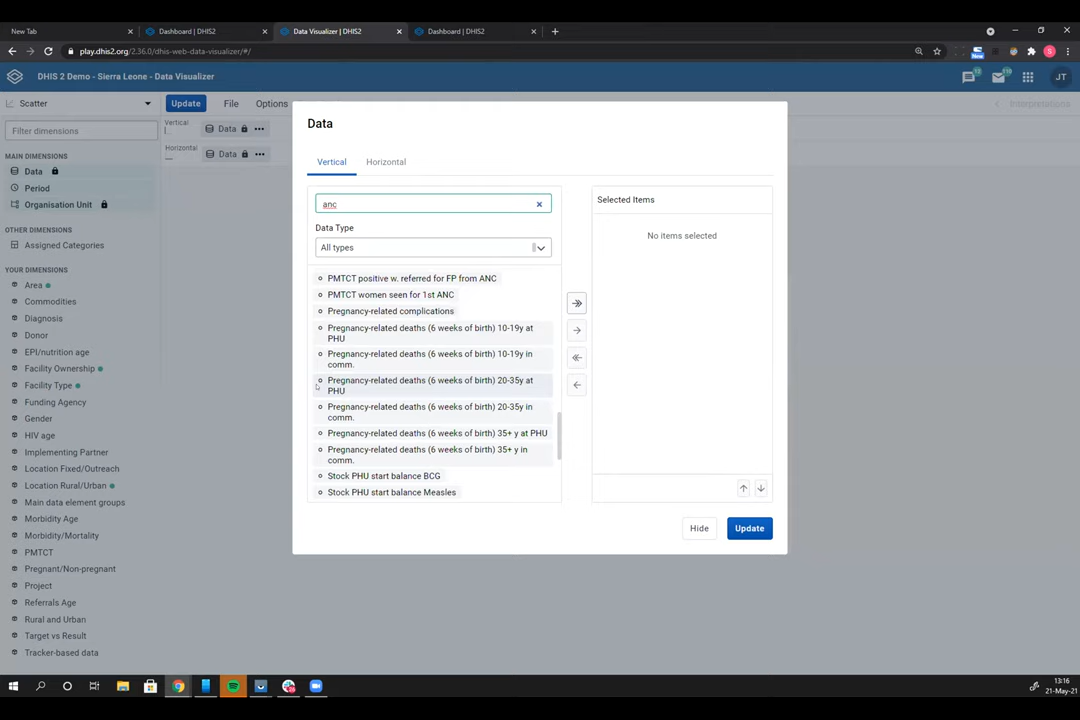 New Tab
Dashboard | DHIS2
Data Visualizer | DHIS2
Dashboard | DHIS2
play.dhis2.org/2.36.0/dhis-web-data-visualizer/#/
New
S
DHIS 2 Demo - Sierra Leone - Data Visualizer
JT
Scatter
Update
File
Options
Interpretations
Filter dimensions
Vertical
Data
Horizontal
Data
MAIN DIMENSIONS
Data
Period
Organisation Unit
OTHER DIMENSIONS
Assigned Categories
YOUR DIMENSIONS
Area
Commodities
Diagnosis
Donor
EPI/nutrition age
Facility Ownership
Facility Type
Funding Agency
Gender
HIV age
Implementing Partner
Location Fixed/Outreach
Location Rural/Urban
Main data element groups
Morbidity Age
Morbidity/Mortality
PMTCT
Pregnant/Non-pregnant
Project
Referrals Age
Rural and Urban
Target vs Result
Tracker-based data
Data
Vertical
Horizontal
anc
Data Type
All types
PMTCT positive w. referred for FP from ANC
PMTCT women seen for 1st ANC
Pregnancy-related complications
Pregnancy-related deaths (6 weeks of birth) 10-19y at
PHU
Pregnancy-related deaths (6 weeks of birth) 10-19y in
comm.
Pregnancy-related deaths (6 weeks of birth) 20-35y at
PHU
Pregnancy-related deaths (6 weeks of birth) 20-35y in
comm.
Pregnancy-related deaths (6 weeks of birth) 35+ y at PHU
Pregnancy-related deaths (6 weeks of birth) 35+ y in
comm.
Stock PHU start balance BCG
Stock PHU start balance Measles
Selected Items
No items selected
Hide
Update
13:16
21-May-21